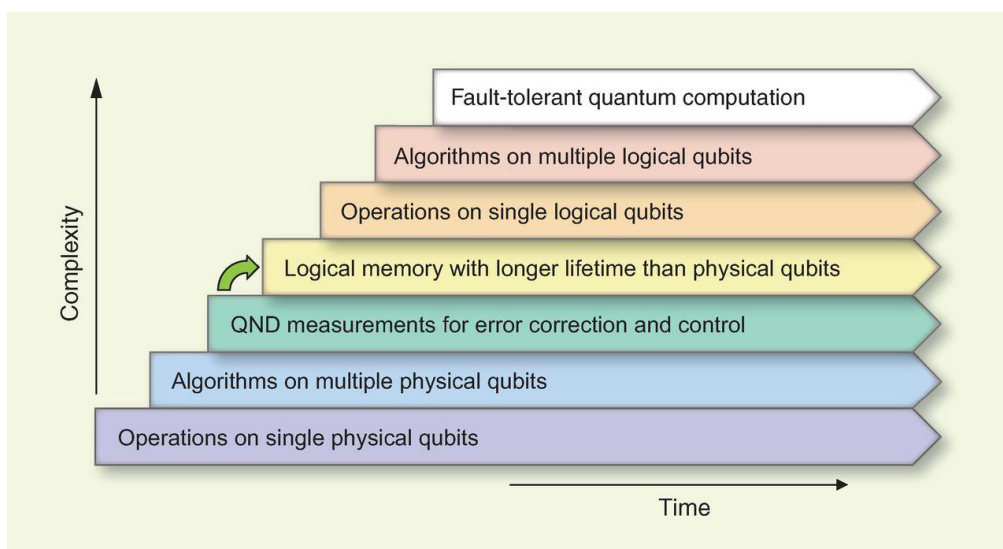 Fault-tolerant quantum computation
Algorithms on multiple logical qubits
Operations on single logical qubits
Logical memory with longer lifetime than physical qubits
QND measurements for error correction and control
Algorithms on multiple physical qubits
Operations on single physical qubits
Complexity
Time